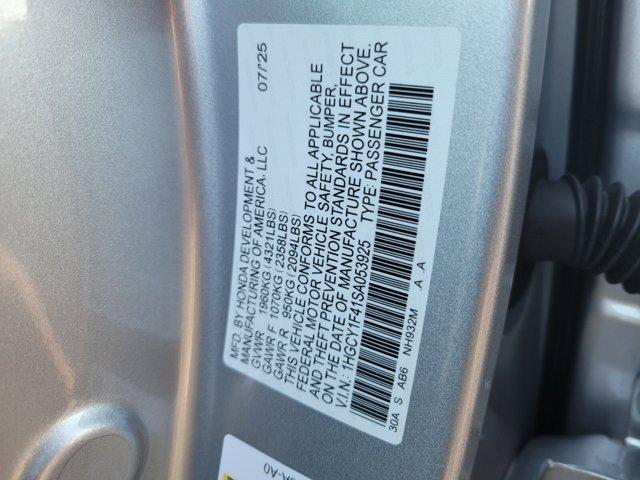 MFD. BY HONDA DEVELOPMENT & 07/'25
MANUFACTURING OF AMERICA, LLC
GVWR 1960KG (4321LBS)
GAWR F 1070KG (2358LBS)
GAWR R 950KG (2094LBS)
THIS VEHICLE CONFORMS TO ALL APPLICABLE
FEDERAL MOTOR VEHICLE SAFETY, BUMPER,
AND THEFT PREVENTION STANDARDS IN EFFECT
ON THE DATE OF MANUFACTURE SHOWN ABOVE.
V.I.N.: 1HGCY1F41SA053925 TYPE: PASSENGER CAR
30A S AB6 NH932M .A .A
A-A0